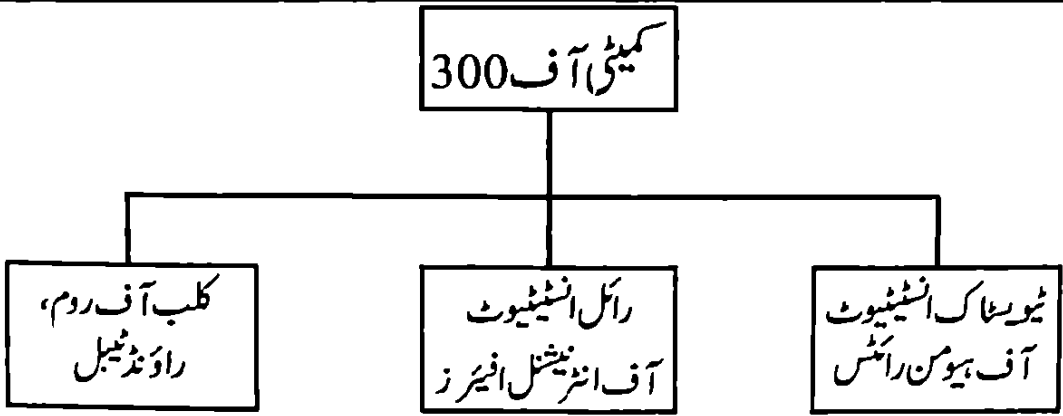 کمیٹی آف 300
ٹیوسٹاک انسٹیٹیوٹ
آف ہیومن رائٹس
رائل انسٹیٹیوٹ
آف انٹرنیشنل افیئرز
کلب آف روم،
راؤنڈ ٹیبل